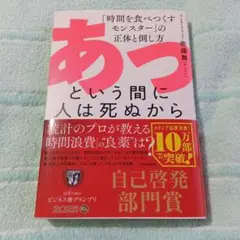 「時間を食べつくす
モンスター」の
正体と倒し方
佐藤舞
あっ
という間に
人は死ぬから
統計のプロが教える
時間浪費の"良薬"は?
10万部
突破!
ビジネス書グランプリ
自己啓発
部門賞